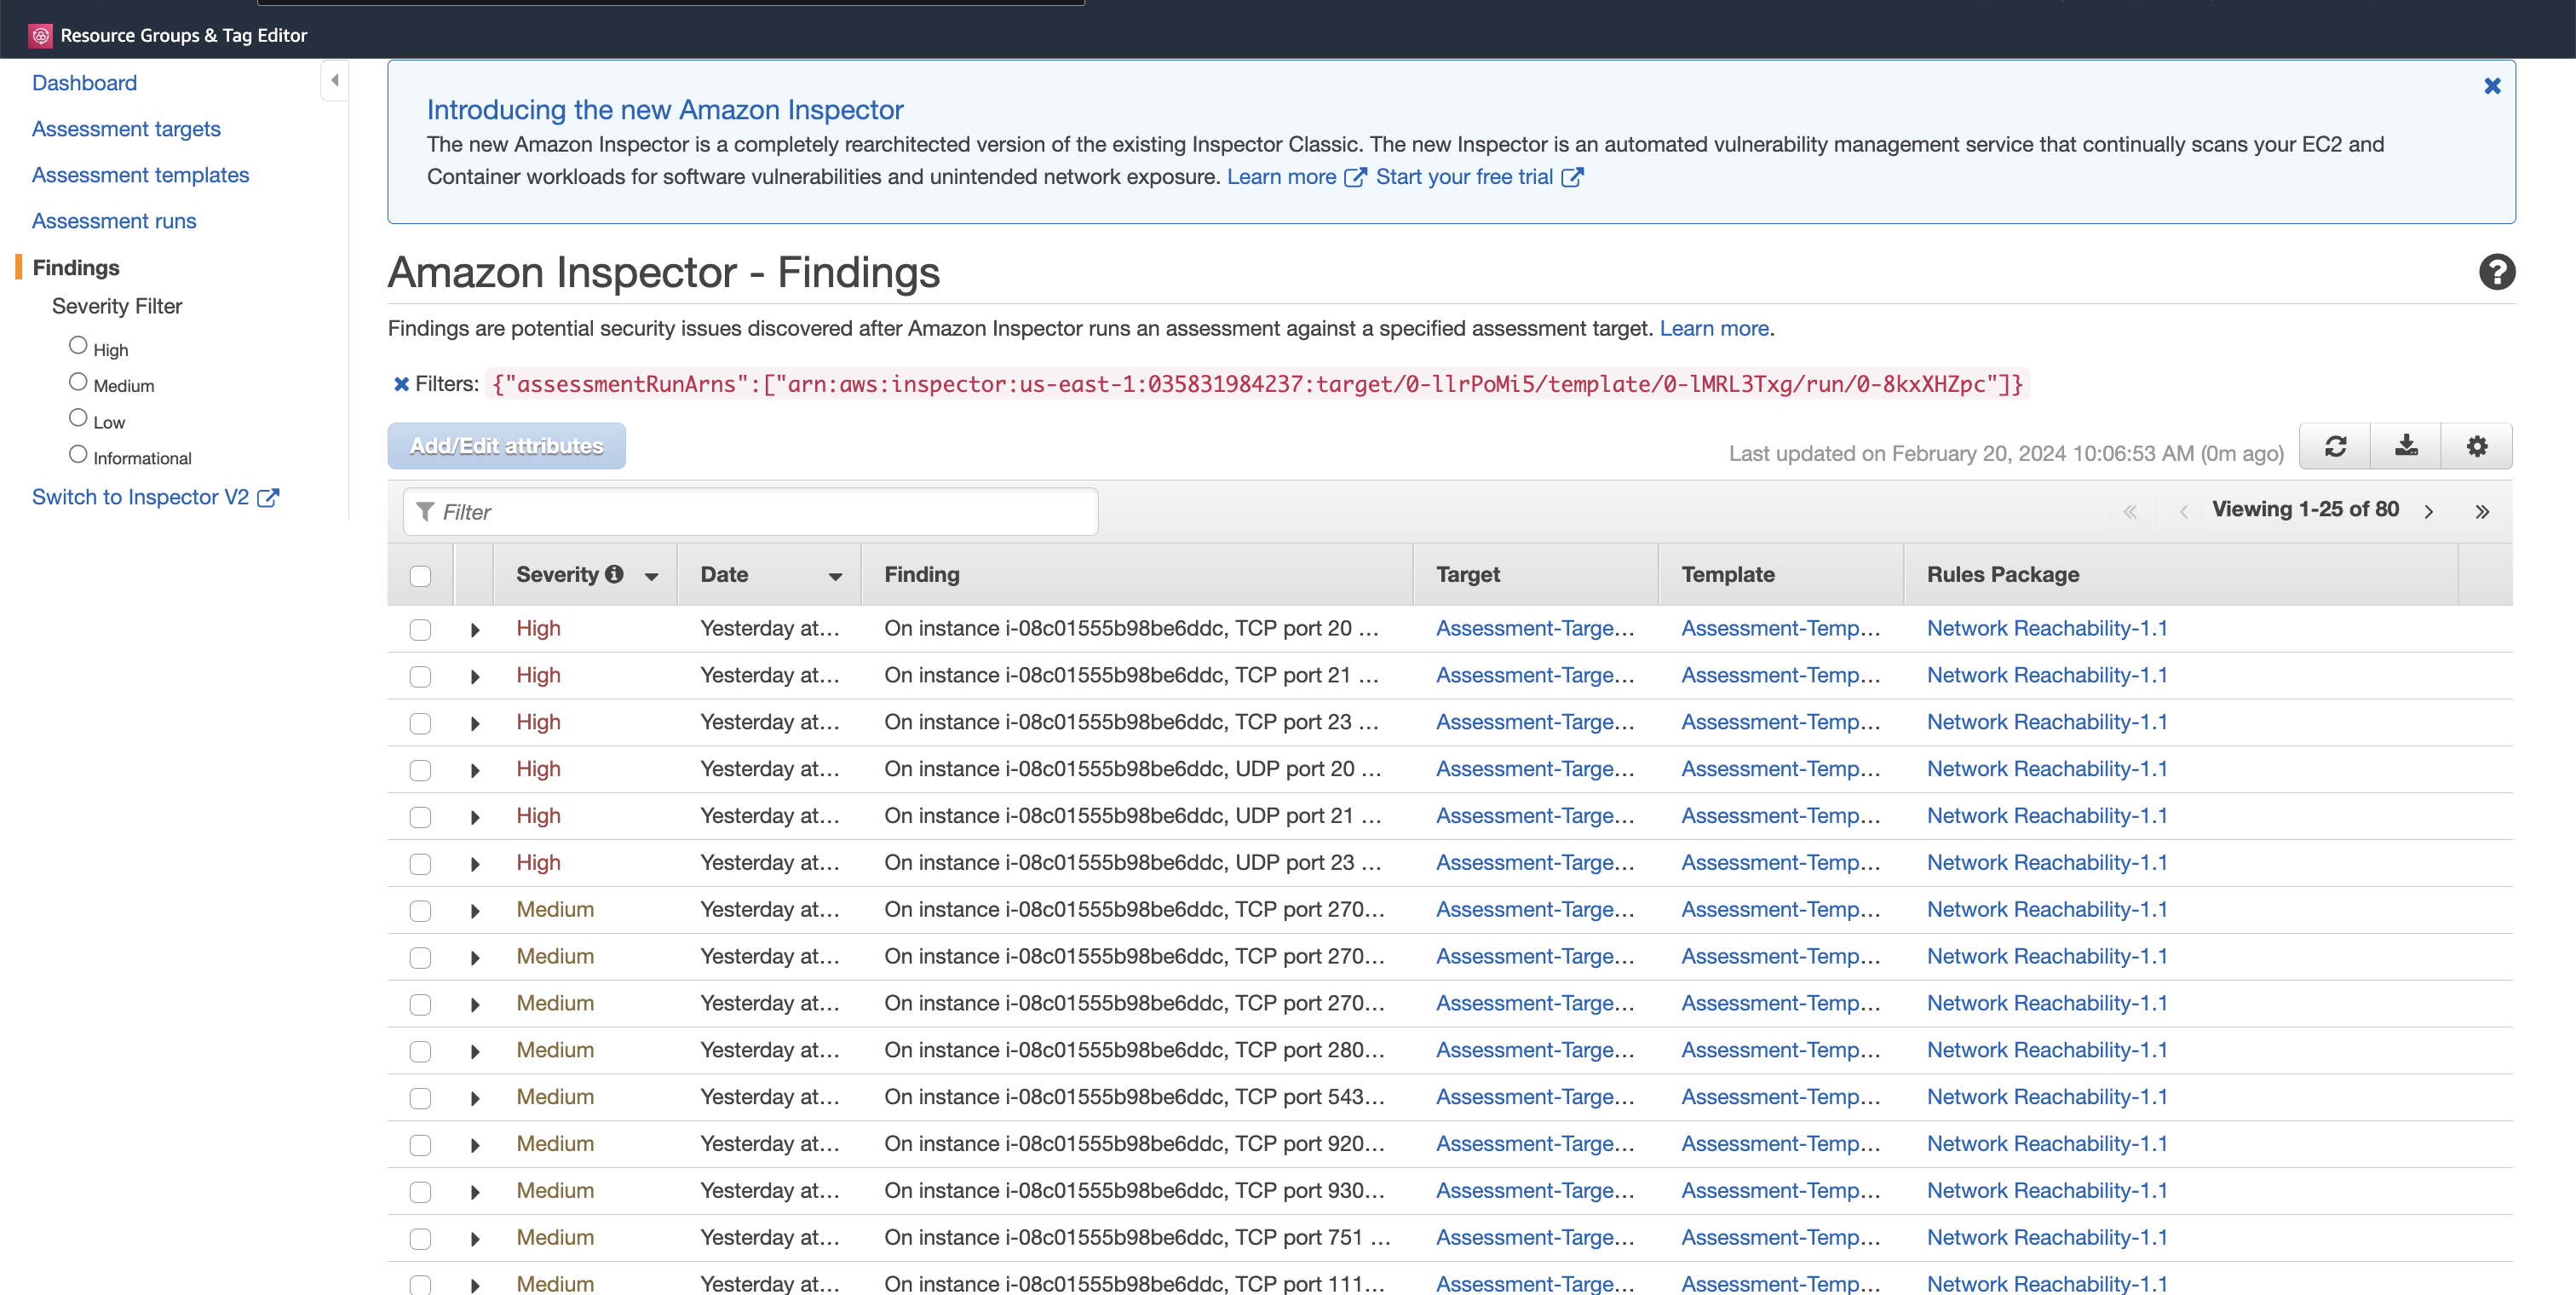 Resource Groups & Tag Editor
Dashboard
Assessment targets
Assessment templates
Assessment runs
Findings
Severity Filter
High
Medium
Low
Informational
Switch to Inspector V2
Introducing the new Amazon Inspector
The new Amazon Inspector is a completely rearchitected version of the existing Inspector Classic. The new Inspector is an automated vulnerability management service that continually scans your EC2 and
Container workloads for software vulnerabilities and unintended network exposure. Learn more Start your free trial
Amazon Inspector - Findings
Findings are potential security issues discovered after Amazon Inspector runs an assessment against a specified assessment target. Learn more.
Filters: {"assessmentRunArns":["arn:aws:inspector:us-east-1:035831984237:target/0-llrPoMi5/template/0-lMRL3Txg/run/0-8kxXHZpc"]}
Add/Edit attributes
Last updated on February 20, 2024 10:06:53 AM (0m ago)
Filter
Viewing 1-25 of 80
Severity Date Finding Target Template Rules Package
High Yesterday at… On instance i-08c01555b98be6ddc, TCP port 20 … Assessment-Targe… Assessment-Temp… Network Reachability-1.1
High Yesterday at… On instance i-08c01555b98be6ddc, TCP port 21 … Assessment-Targe… Assessment-Temp… Network Reachability-1.1
High Yesterday at… On instance i-08c01555b98be6ddc, TCP port 23 … Assessment-Targe… Assessment-Temp… Network Reachability-1.1
High Yesterday at… On instance i-08c01555b98be6ddc, UDP port 20 … Assessment-Targe… Assessment-Temp… Network Reachability-1.1
High Yesterday at… On instance i-08c01555b98be6ddc, UDP port 21 … Assessment-Targe… Assessment-Temp… Network Reachability-1.1
High Yesterday at… On instance i-08c01555b98be6ddc, UDP port 23 … Assessment-Targe… Assessment-Temp… Network Reachability-1.1
Medium Yesterday at… On instance i-08c01555b98be6ddc, TCP port 270… Assessment-Targe… Assessment-Temp… Network Reachability-1.1
Medium Yesterday at… On instance i-08c01555b98be6ddc, TCP port 270… Assessment-Targe… Assessment-Temp… Network Reachability-1.1
Medium Yesterday at… On instance i-08c01555b98be6ddc, TCP port 270… Assessment-Targe… Assessment-Temp… Network Reachability-1.1
Medium Yesterday at… On instance i-08c01555b98be6ddc, TCP port 280… Assessment-Targe… Assessment-Temp… Network Reachability-1.1
Medium Yesterday at… On instance i-08c01555b98be6ddc, TCP port 543… Assessment-Targe… Assessment-Temp… Network Reachability-1.1
Medium Yesterday at… On instance i-08c01555b98be6ddc, TCP port 920… Assessment-Targe… Assessment-Temp… Network Reachability-1.1
Medium Yesterday at… On instance i-08c01555b98be6ddc, TCP port 930… Assessment-Targe… Assessment-Temp… Network Reachability-1.1
Medium Yesterday at… On instance i-08c01555b98be6ddc, TCP port 751 … Assessment-Targe… Assessment-Temp… Network Reachability-1.1
Medium Yesterday at… On instance i-08c01555b98be6ddc, TCP port 111… Assessment-Targe… Assessment-Temp… Network Reachability-1.1